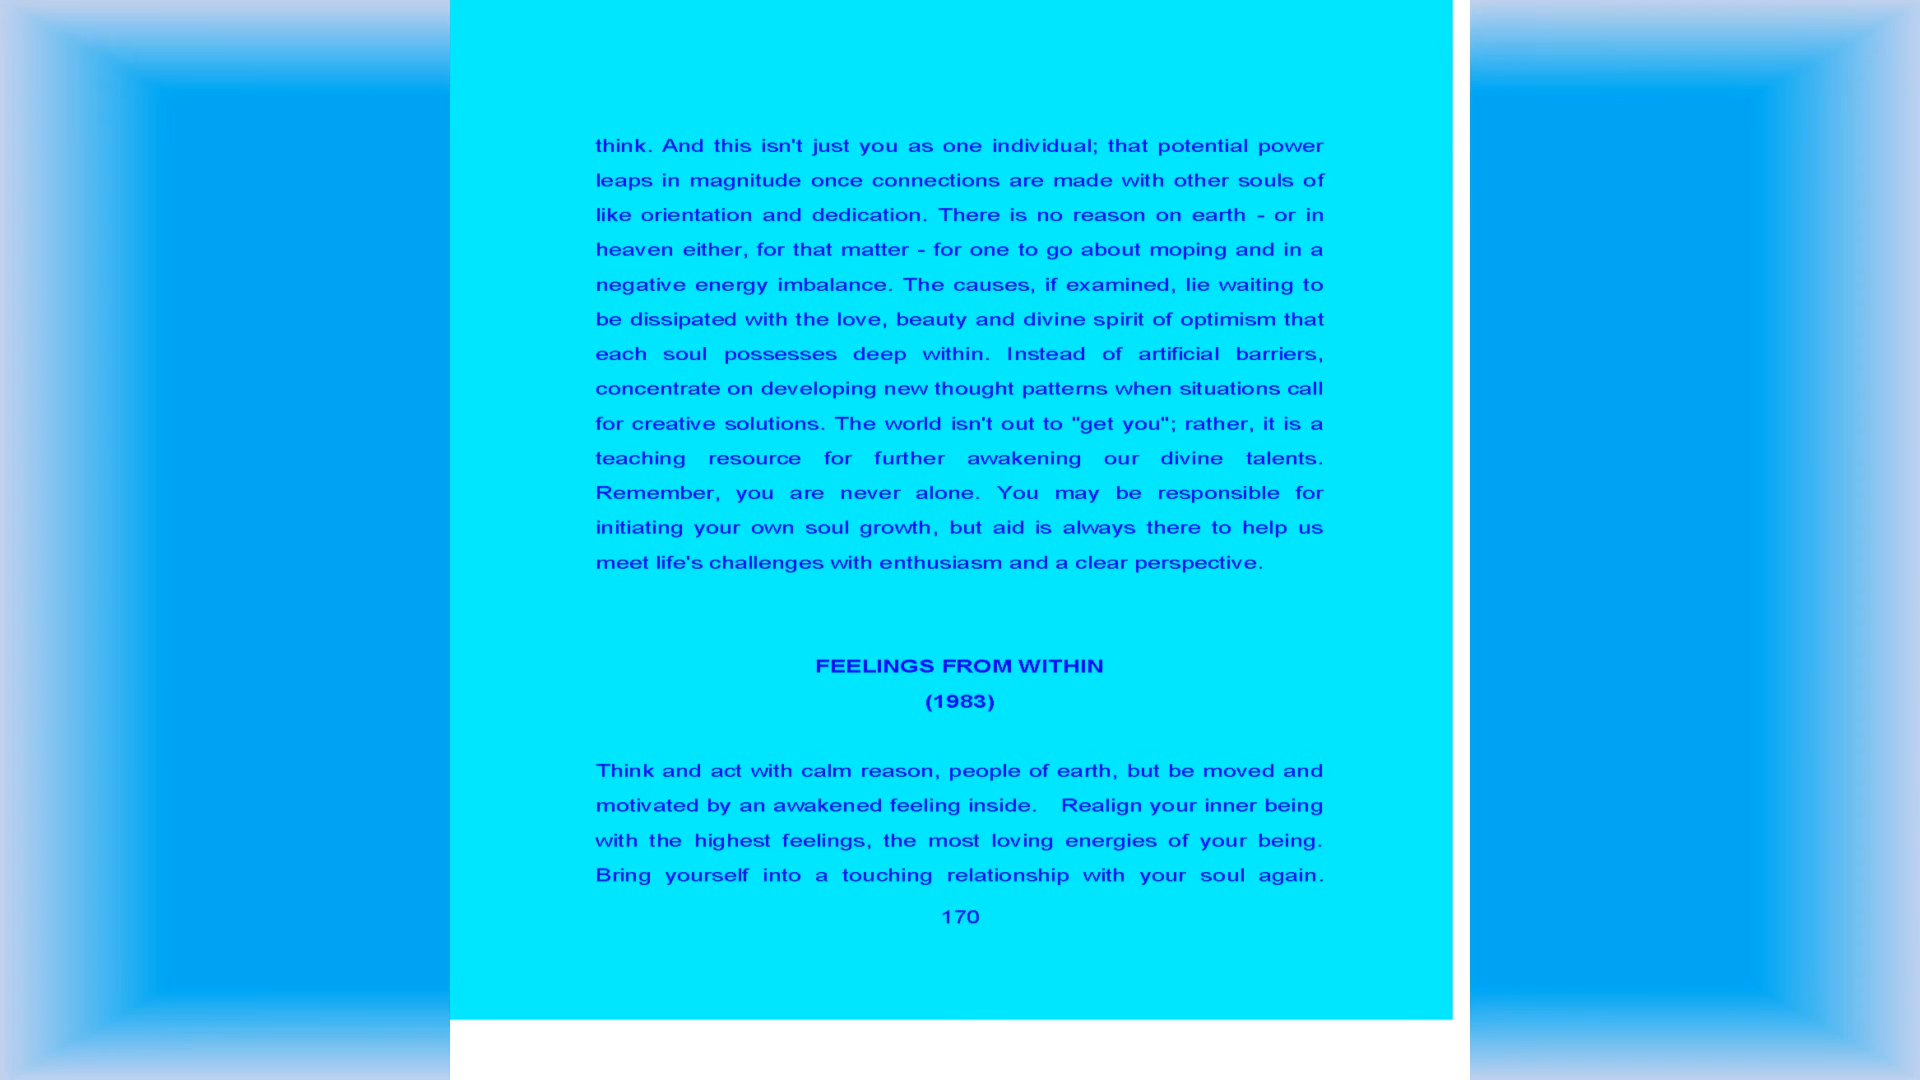 think. And this isn't just you as one individual; that potential power
leaps in magnitude once connections are made with other souls of
like orientation and dedication. There is no reason on earth - or in
heaven either, for that matter - for one to go about moping and in a
negative energy imbalance. The causes, if examined, lie waiting to
be dissipated with the love, beauty and divine spirit of optimism that
each soul possesses deep within. Instead of artificial barriers,
concentrate on developing new thought patterns when situations call
for creative solutions. The world isn't out to "get you"; rather, it is a
teaching resource for further awakening our divine talents.
Remember, you are never alone. You may be responsible for
initiating your own soul growth, but aid is always there to help us
meet life's challenges with enthusiasm and a clear perspective.
FEELINGS FROM WITHIN
(1983)
Think and act with calm reason, people of earth, but be moved and
motivated by an awakened feeling inside. Realign your inner being
with the highest feelings, the most loving energies of your being.
Bring yourself into a touching relationship with your soul again.
170